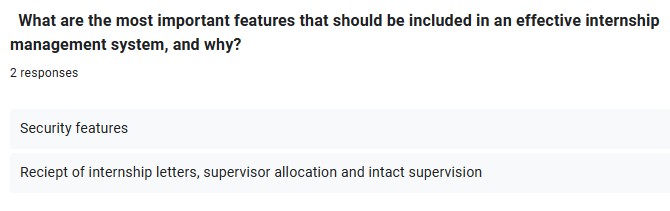 What are the most important features that should be included in an effective internship
management system, and why?
2 responses
Security features
Reciept of internship letters, supervisor allocation and intact supervision